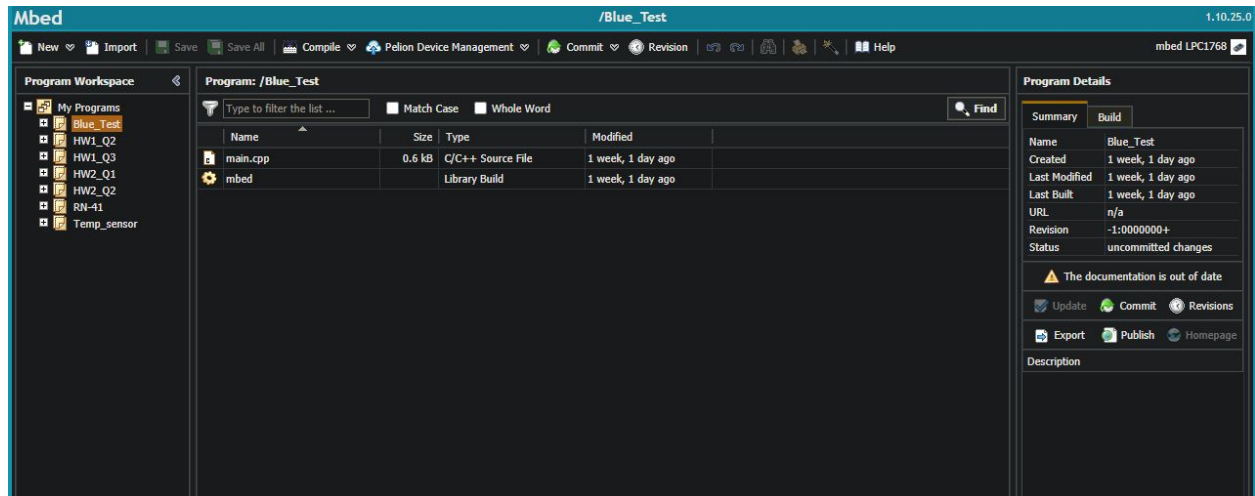 Mbed /Blue_Test 1.10.25.0
New Import Save Save All Compile Pelion Device Management Commit Revision Help mbed LPC1768
Program Workspace
My Programs
Blue_Test
HW1_Q2
HW1_Q3
HW2_Q1
HW2_Q2
RN-41
Temp_sensor
Program: /Blue_Test
Type to filter the list ... Match Case Whole Word Find
Name Size Type Modified
main.cpp 0.6 kB C/C++ Source File 1 week, 1 day ago
mbed Library Build 1 week, 1 day ago
Program Details
Summary Build
Name Blue_Test
Created 1 week, 1 day ago
Last Modified 1 week, 1 day ago
Last Built 1 week, 1 day ago
URL n/a
Revision -1:0000000+
Status uncommitted changes
The documentation is out of date
Update Commit Revisions
Export Publish Homepage
Description